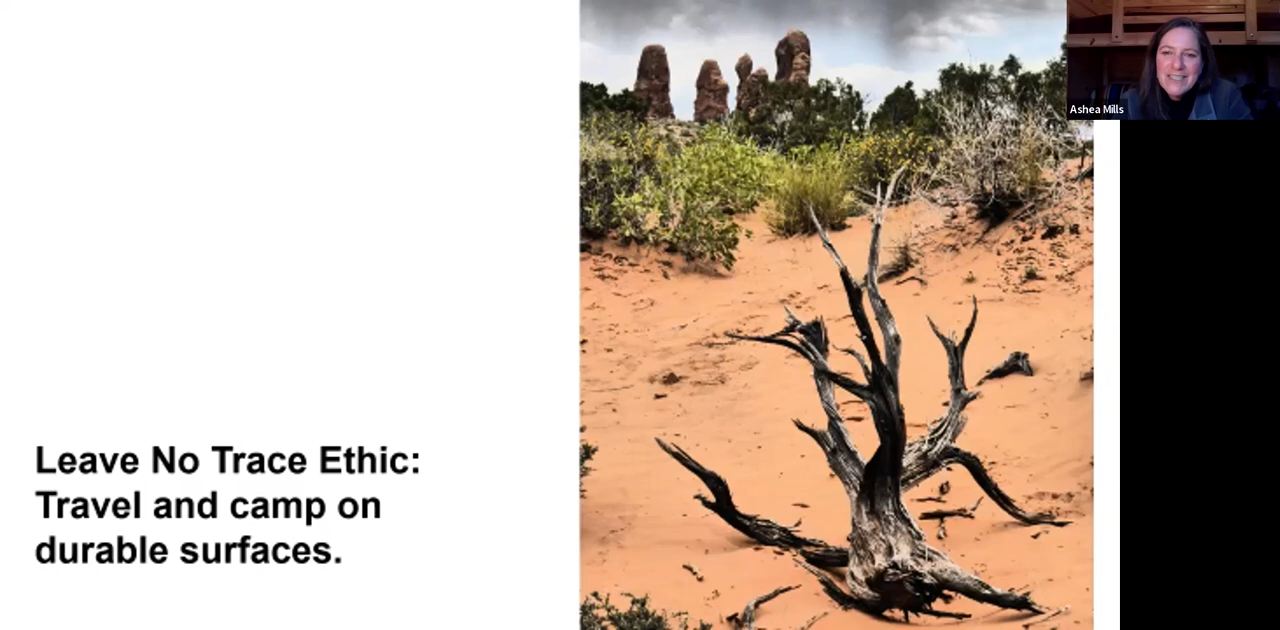 Ashea Mills
Leave No Trace Ethic:
Travel and camp on
durable surfaces.